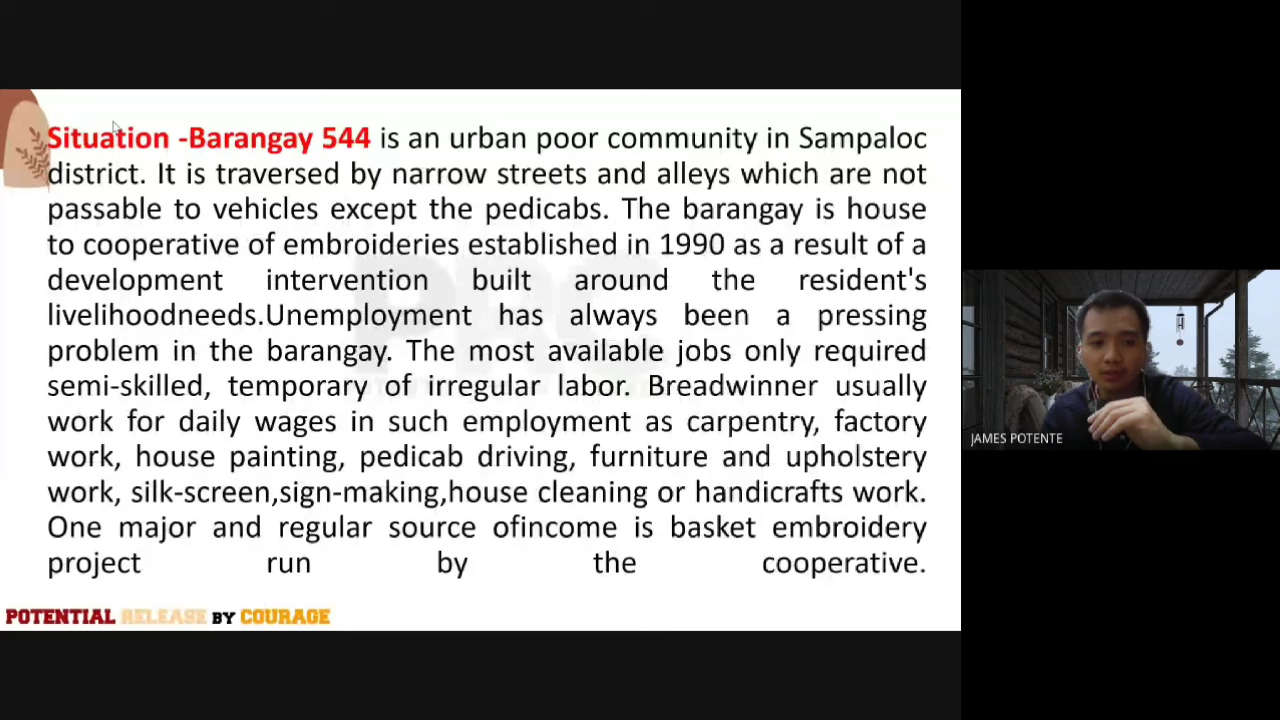 Situation -Barangay 544 is an urban poor community in Sampaloc
district. It is traversed by narrow streets and alleys which are not
passable to vehicles except the pedicabs. The barangay is house
to cooperative of embroideries established in 1990 as a result of a
development intervention built around the resident's
livelihoodneeds.Unemployment has always been a pressing
problem in the barangay. The most available jobs only required
semi-skilled, temporary of irregular labor. Breadwinner usually
work for daily wages in such employment as carpentry, factory
work, house painting, pedicab driving, furniture and upholstery
work, silk-screen,sign-making,house cleaning or handicrafts work.
One major and regular source ofincome is basket embroidery
project run by the cooperative.
POTENTIAL RELEASE BY COURAGE
JAMES POTENTE